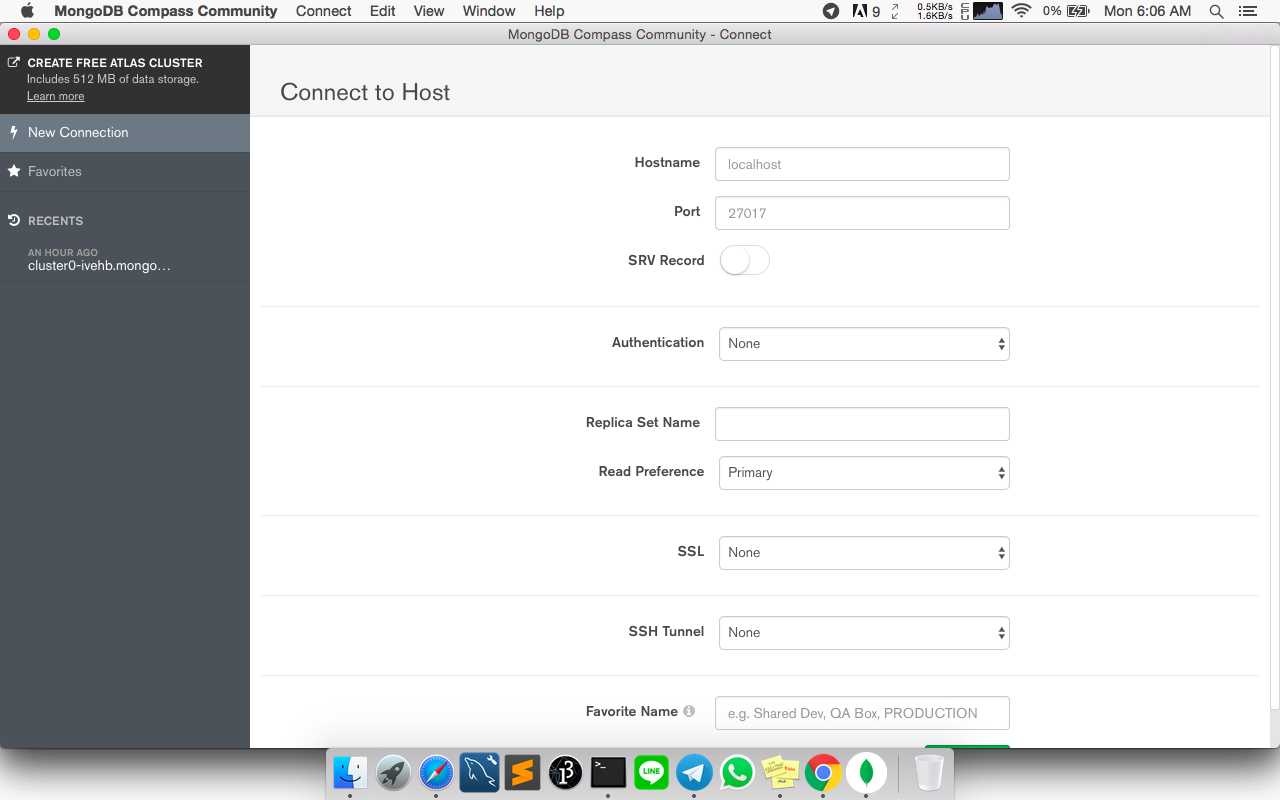 MongoDB Compass Community Connect Edit View Window Help 9 0.5KB/s 1.6KB/s CPU 0% Mon 6:06 AM
MongoDB Compass Community - Connect
CREATE FREE ATLAS CLUSTER
Includes 512 MB of data storage.
Learn more
New Connection
Favorites
RECENTS
AN HOUR AGO
cluster0-ivehb.mongo…
Connect to Host
Hostname localhost
Port 27017
SRV Record
Authentication None
Replica Set Name
Read Preference Primary
SSL None
SSH Tunnel None
Favorite Name e.g. Shared Dev, QA Box, PRODUCTION
LINE